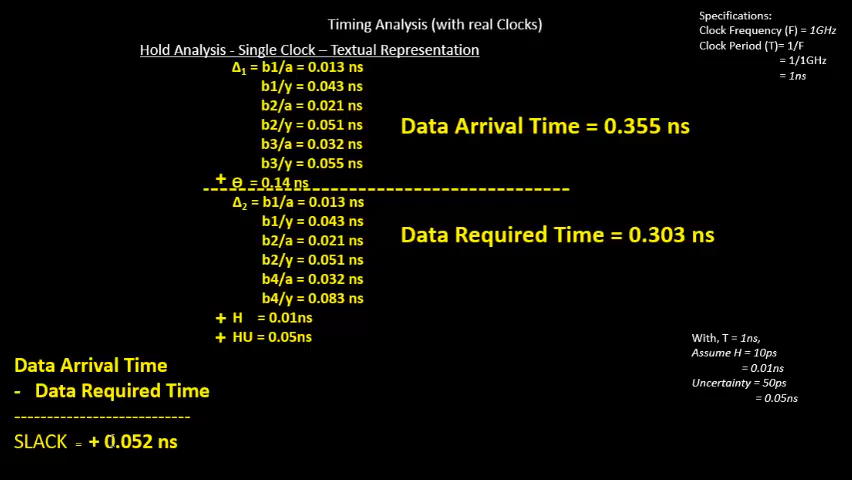 Timing Analysis (with real Clocks)
Specifications:
Clock Frequency (F) = 1GHz
Clock Period (T)= 1/F
= 1/1GHz
= 1ns
Hold Analysis - Single Clock – Textual Representation
Δ1 = b1/a = 0.013 ns
b1/y = 0.043 ns
b2/a = 0.021 ns
b2/y = 0.051 ns
b3/a = 0.032 ns
b3/y = 0.055 ns
+ Θ = 0.14 ns
Data Arrival Time = 0.355 ns
Δ2 = b1/a = 0.013 ns
b1/y = 0.043 ns
b2/a = 0.021 ns
b2/y = 0.051 ns
b4/a = 0.032 ns
b4/y = 0.083 ns
+ H = 0.01ns
+ HU = 0.05ns
Data Required Time = 0.303 ns
With, T = 1ns,
Assume H = 10ps
= 0.01ns
Uncertainty = 50ps
= 0.05ns
Data Arrival Time
- Data Required Time
----------------------------
SLACK = + 0.052 ns